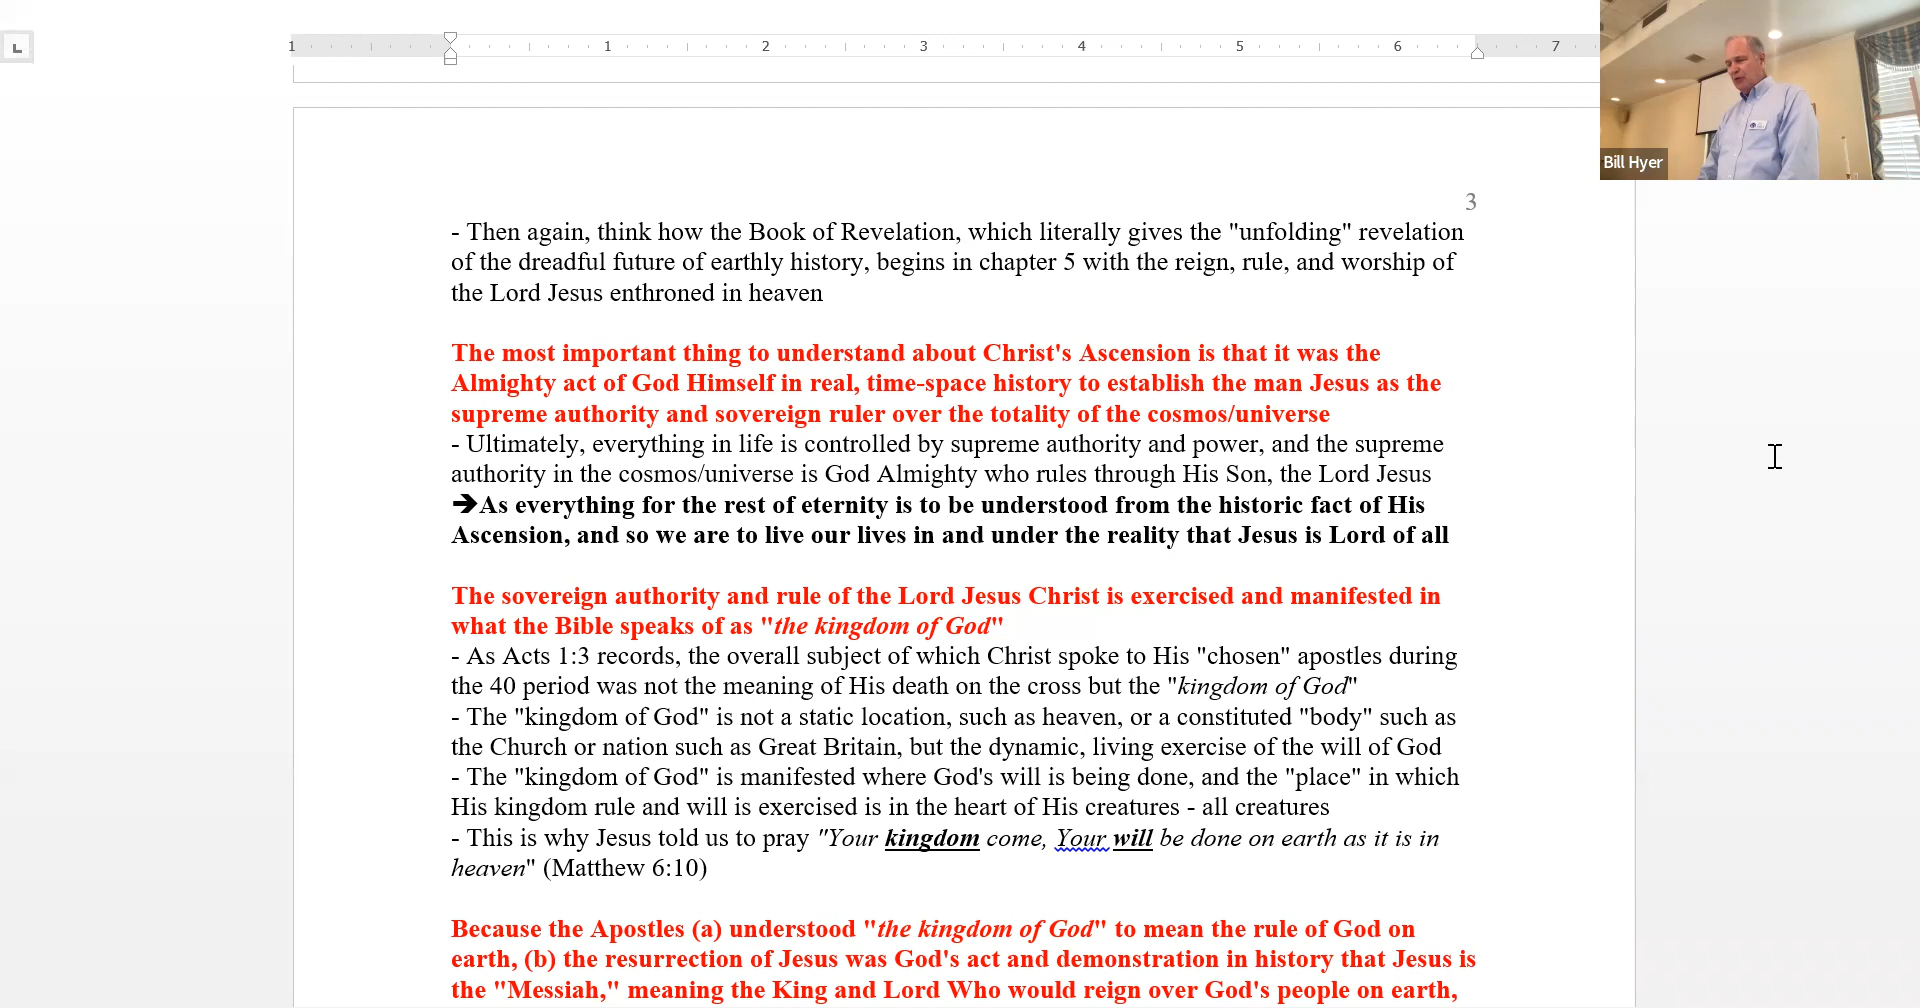 1 1 2 3 4 5 6 7
Bill Hyer
3
- Then again, think how the Book of Revelation, which literally gives the "unfolding" revelation
of the dreadful future of earthly history, begins in chapter 5 with the reign, rule, and worship of
the Lord Jesus enthroned in heaven
The most important thing to understand about Christ's Ascension is that it was the
Almighty act of God Himself in real, time-space history to establish the man Jesus as the
supreme authority and sovereign ruler over the totality of the cosmos/universe
- Ultimately, everything in life is controlled by supreme authority and power, and the supreme
authority in the cosmos/universe is God Almighty who rules through His Son, the Lord Jesus
➔As everything for the rest of eternity is to be understood from the historic fact of His
Ascension, and so we are to live our lives in and under the reality that Jesus is Lord of all
The sovereign authority and rule of the Lord Jesus Christ is exercised and manifested in
what the Bible speaks of as "the kingdom of God"
- As Acts 1:3 records, the overall subject of which Christ spoke to His "chosen" apostles during
the 40 period was not the meaning of His death on the cross but the "kingdom of God"
- The "kingdom of God" is not a static location, such as heaven, or a constituted "body" such as
the Church or nation such as Great Britain, but the dynamic, living exercise of the will of God
- The "kingdom of God" is manifested where God's will is being done, and the "place" in which
His kingdom rule and will is exercised is in the heart of His creatures - all creatures
- This is why Jesus told us to pray "Your kingdom come, Your will be done on earth as it is in
heaven" (Matthew 6:10)
Because the Apostles (a) understood "the kingdom of God" to mean the rule of God on
earth, (b) the resurrection of Jesus was God's act and demonstration in history that Jesus is
the "Messiah," meaning the King and Lord Who would reign over God's people on earth,